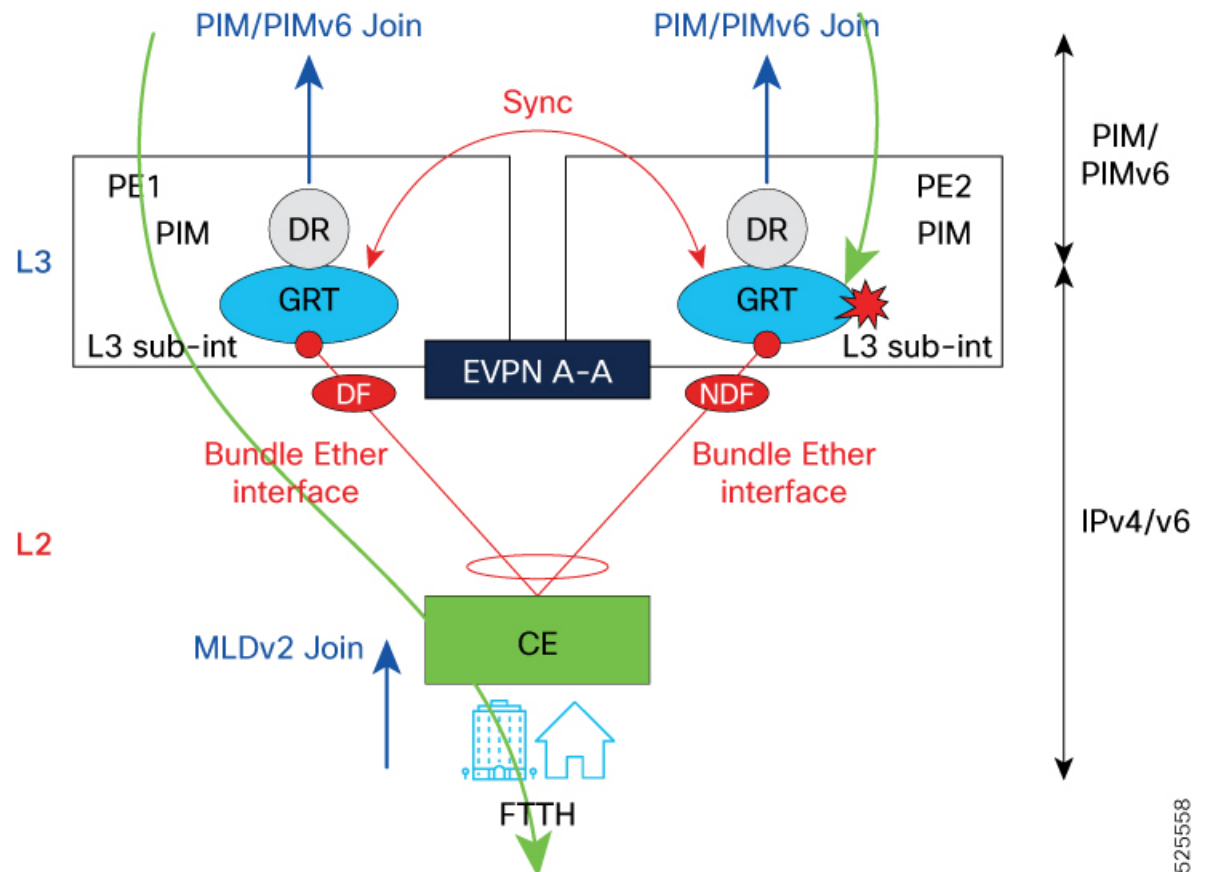 PIM/PIMv6 Join
PIM/PIMv6 Join
Sync
PIM/
PIMv6
PE1
PE2
DR
DR
PIM
PIM
L3
GRT
GRT
L3 sub-int
L3 sub-int
EVPN A-A
DF
NDF
Bundle Ether
interface
Bundle Ether
interface
IPv4/v6
L2
CE
MLDv2 Join
FTTH
525558